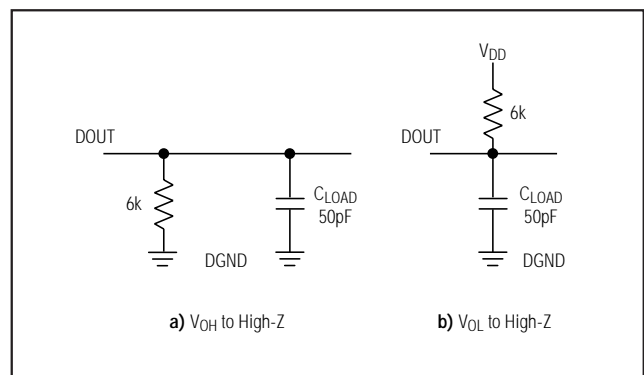 DOUT
6k
CLOAD
50pF
DGND
a) VOH to High-Z
VDD
6k
DOUT
CLOAD
50pF
DGND
b) VOL to High-Z